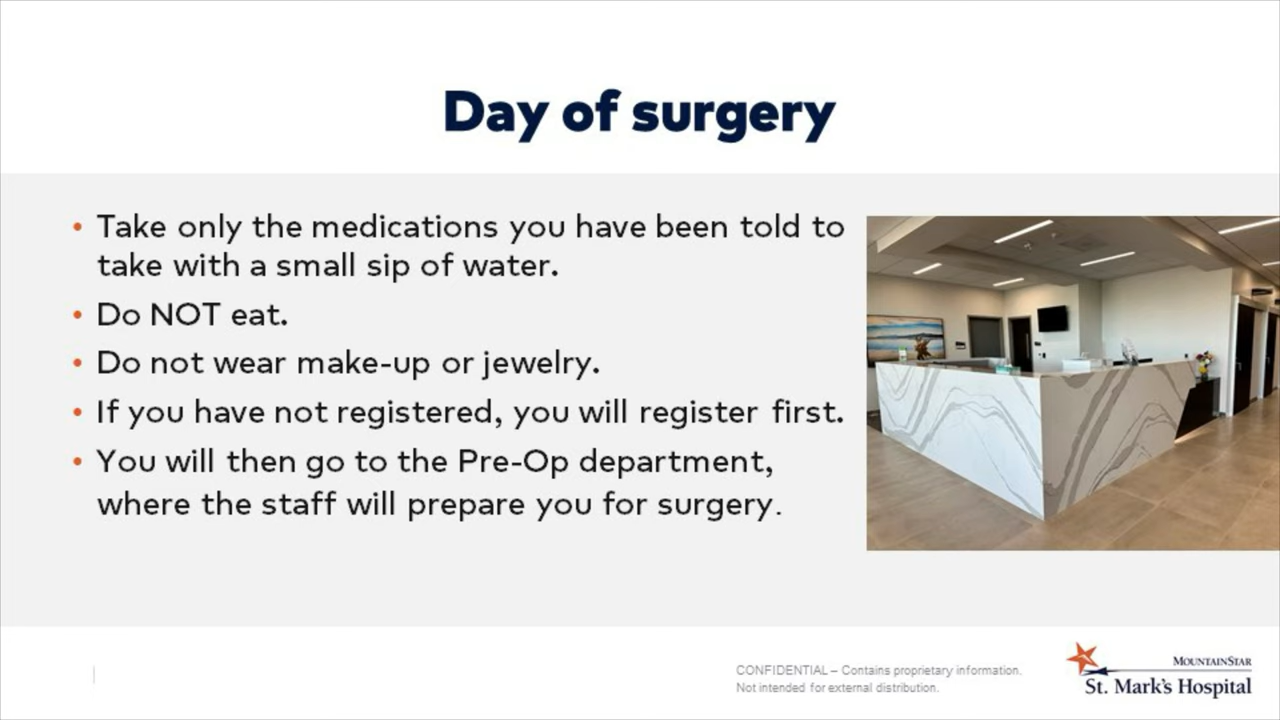 Day of surgery
• Take only the medications you have been told to
take with a small sip of water.
• Do NOT eat.
• Do not wear make-up or jewelry.
• If you have not registered, you will register first.
• You will then go to the Pre-Op department,
where the staff will prepare you for surgery.
CONFIDENTIAL – Contains proprietary information.
Not intended for external distribution.
MOUNTAINSTAR
St. Mark's Hospital